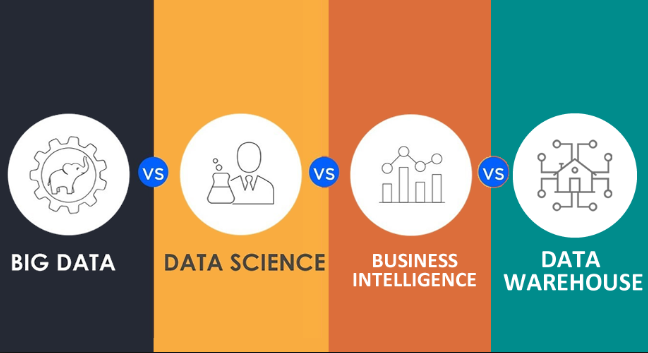 VS
VS
VS
BIG DATA
DATA SCIENCE
BUSINESS
INTELLIGENCE
DATA
WAREHOUSE